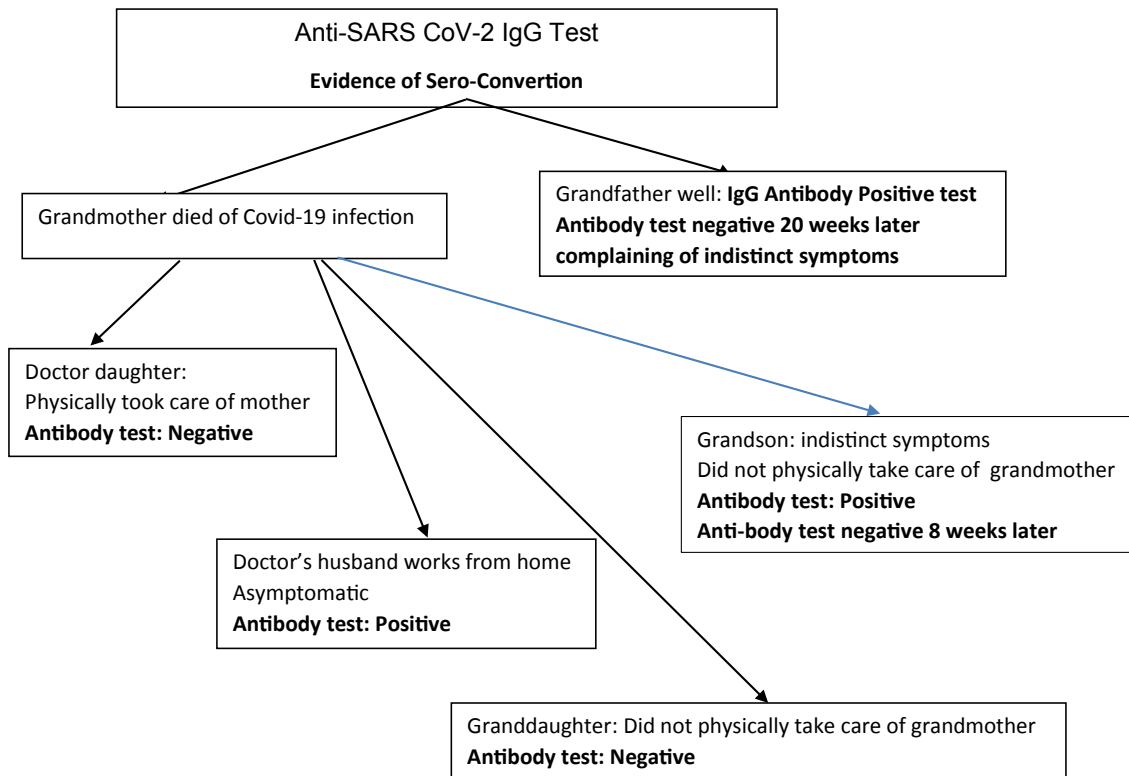 Anti-SARS CoV-2 IgG Test
Evidence of Sero-Convertion
Grandmother died of Covid-19 infection
Grandfather well: IgG Antibody Positive test
Antibody test negative 20 weeks later
complaining of indistinct symptoms
Doctor daughter:
Physically took care of mother
Antibody test: Negative
Grandson: indistinct symptoms
Did not physically take care of grandmother
Antibody test: Positive
Anti-body test negative 8 weeks later
Doctor’s husband works from home
Asymptomatic
Antibody test: Positive
Granddaughter: Did not physically take care of grandmother
Antibody test: Negative